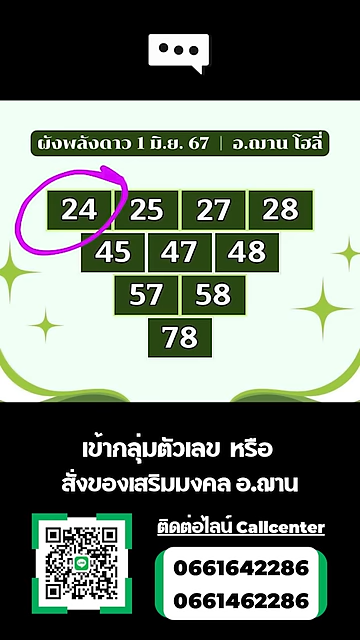 ผังพลังดาว 1 มิ.ย. 67 | อ.ฌาน โฮลี่
24 25 27 28
45 47 48
57 58
78
เข้ากลุ่มตัวเลข หรือ
สั่งของเสริมมงคล อ.ฌาน
ติดต่อไลน์ Callcenter
0661642286
0661462286